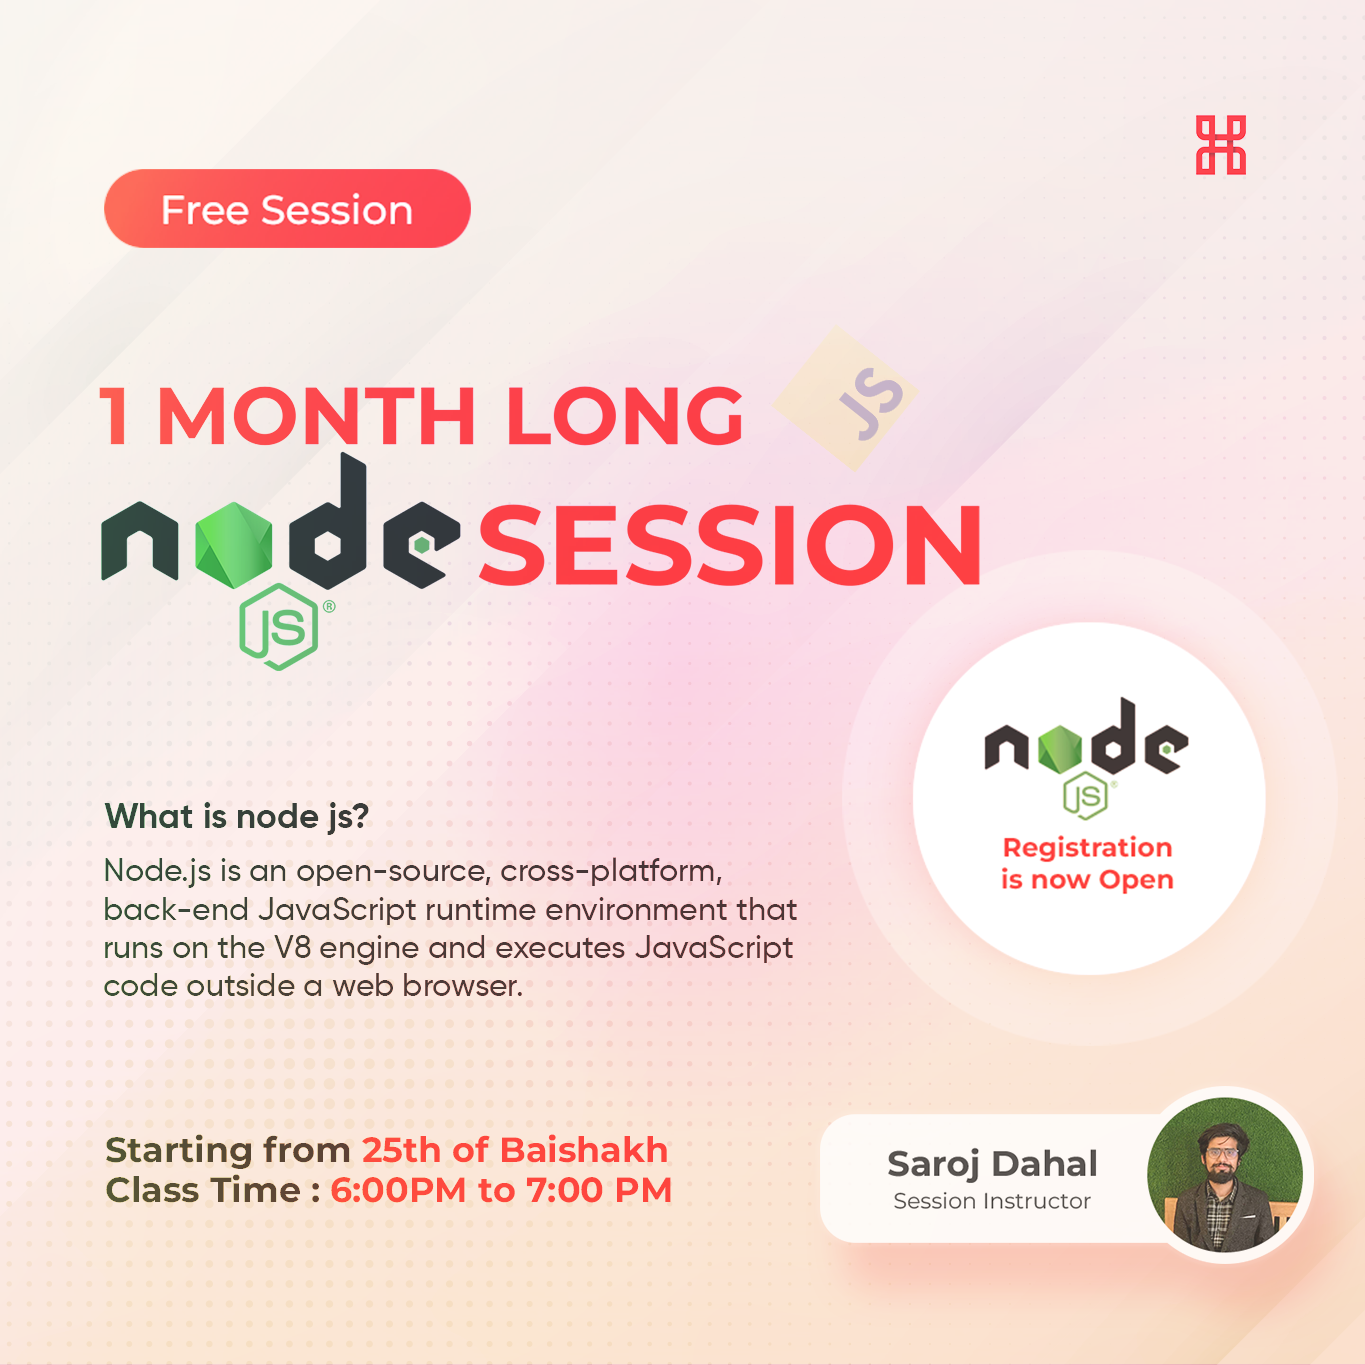 Free Session
1 MONTH LONG
JS
node SESSION
JS®
What is node js?
Node.js is an open-source, cross-platform,
back-end JavaScript runtime environment that
runs on the V8 engine and executes JavaScript
code outside a web browser.
node
JS®
Registration
is now Open
Starting from 25th of Baishakh
Class Time : 6:00PM to 7:00 PM
Saroj Dahal
Session Instructor